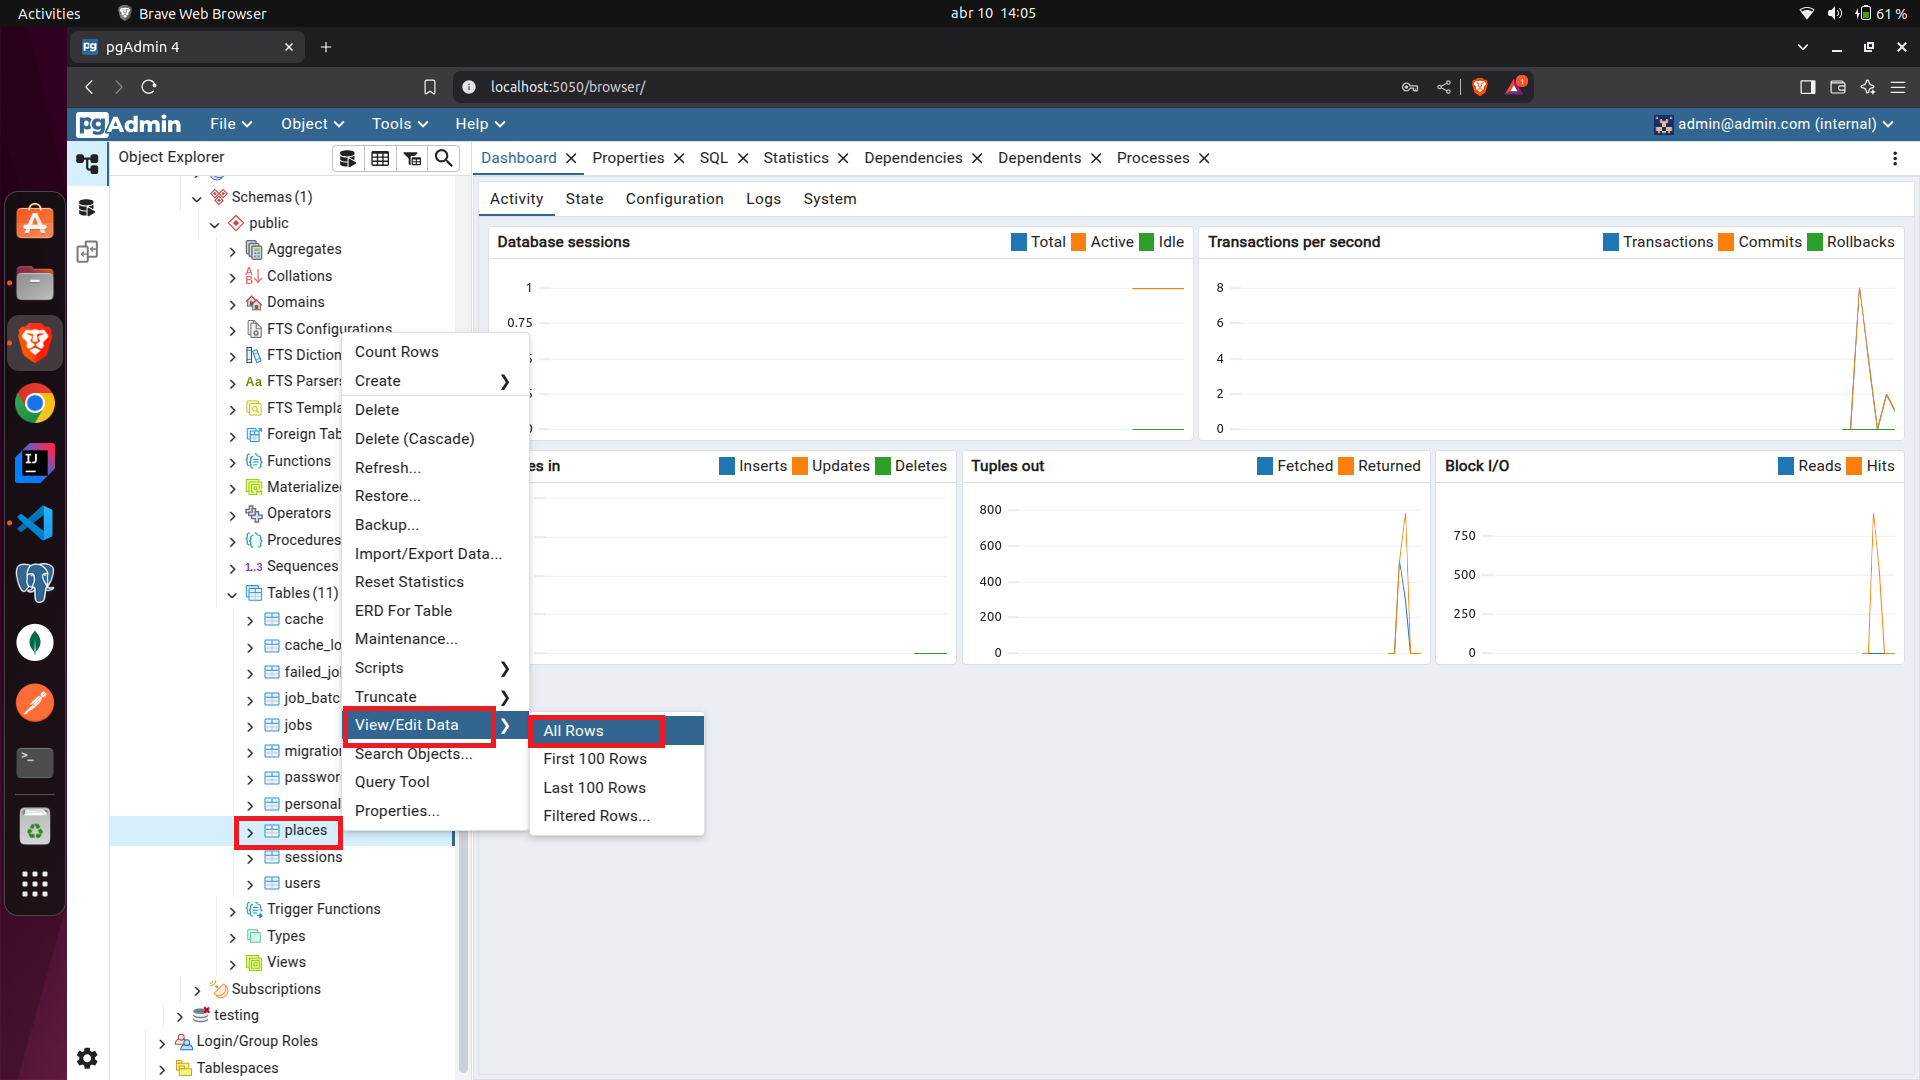 Activities
Brave Web Browser
abr 10 14:05
61 %
pgAdmin 4
localhost:5050/browser/
1
pgAdmin
File
Object
Tools
Help
admin@admin.com (internal)
Object Explorer
Dashboard
Properties
SQL
Statistics
Dependencies
Dependents
Processes
Schemas (1)
public
Aggregates
Collations
Domains
FTS Configurations
FTS Diction
FTS Parsers
FTS Templa
Foreign Tab
Functions
Materialize
Operators
Procedures
1..3 Sequences
Tables (11)
cache
cache_lo
failed_jo
job_batc
jobs
migration
passwor
personal
places
sessions
users
Trigger Functions
Types
Views
Subscriptions
testing
Login/Group Roles
Tablespaces
Count Rows
Create
Delete
Delete (Cascade)
Refresh...
Restore...
Backup...
Import/Export Data...
Reset Statistics
ERD For Table
Maintenance...
Scripts
Truncate
View/Edit Data
Search Objects...
Query Tool
Properties...
All Rows
First 100 Rows
Last 100 Rows
Filtered Rows...
Activity
State
Configuration
Logs
System
Database sessions
Total Active Idle
1
0.75
Transactions per second
Transactions Commits Rollbacks
8
6
4
2
0
es in
Inserts Updates Deletes
Tuples out
Fetched Returned
800
600
400
200
0
Block I/O
Reads Hits
750
500
250
0